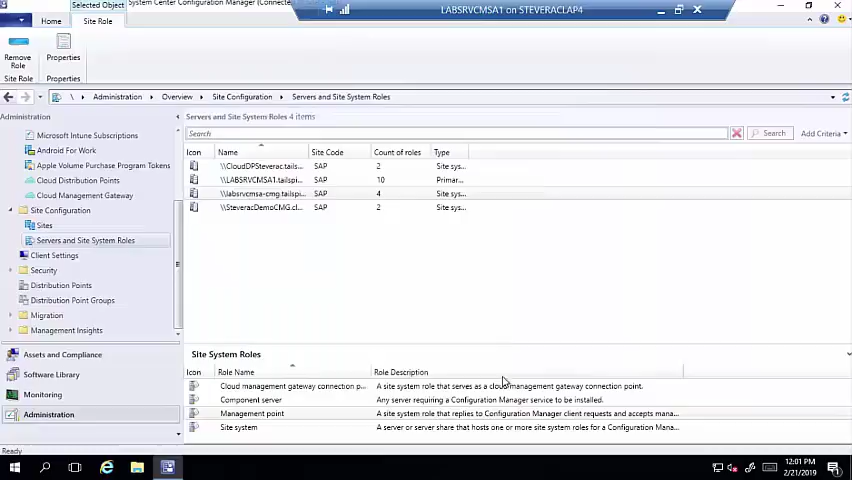 Selected Object
System Center Configuration Manager (Connecte
LABSRVCMSA1 on STEVERACLAP4
Home
Site Role
Remove
Role
Properties
Site Role
Properties
\ Administration Overview Site Configuration Servers and Site System Roles
Administration
Microsoft Intune Subscriptions
Android For Work
Apple Volume Purchase Program Tokens
Cloud Distribution Points
Cloud Management Gateway
Site Configuration
Sites
Servers and Site System Roles
Client Settings
Security
Distribution Points
Distribution Point Groups
Migration
Management Insights
Assets and Compliance
Software Library
Monitoring
Administration
Servers and Site System Roles 4 items
Search
Search
Add Criteria
Icon Name Site Code Count of roles Type
\\CloudDPSteverac.tails... SAP 2 Site sys...
\\LABSRVCMSA1.tailspi... SAP 10 Primar...
\\labsrvcmsa-cmg.tailspi... SAP 4 Site sys...
\\SteveracDemoCMG.cl... SAP 2 Site sys...
Site System Roles
Icon Role Name Role Description
Cloud management gateway connection p... A site system role that serves as a cloud management gateway connection point.
Component server Any server requiring a Configuration Manager service to be installed.
Management point A site system role that replies to Configuration Manager client requests and accepts mana...
Site system A server or server share that hosts one or more site system roles for a Configuration Mana...
Ready
12:01 PM
2/21/2019